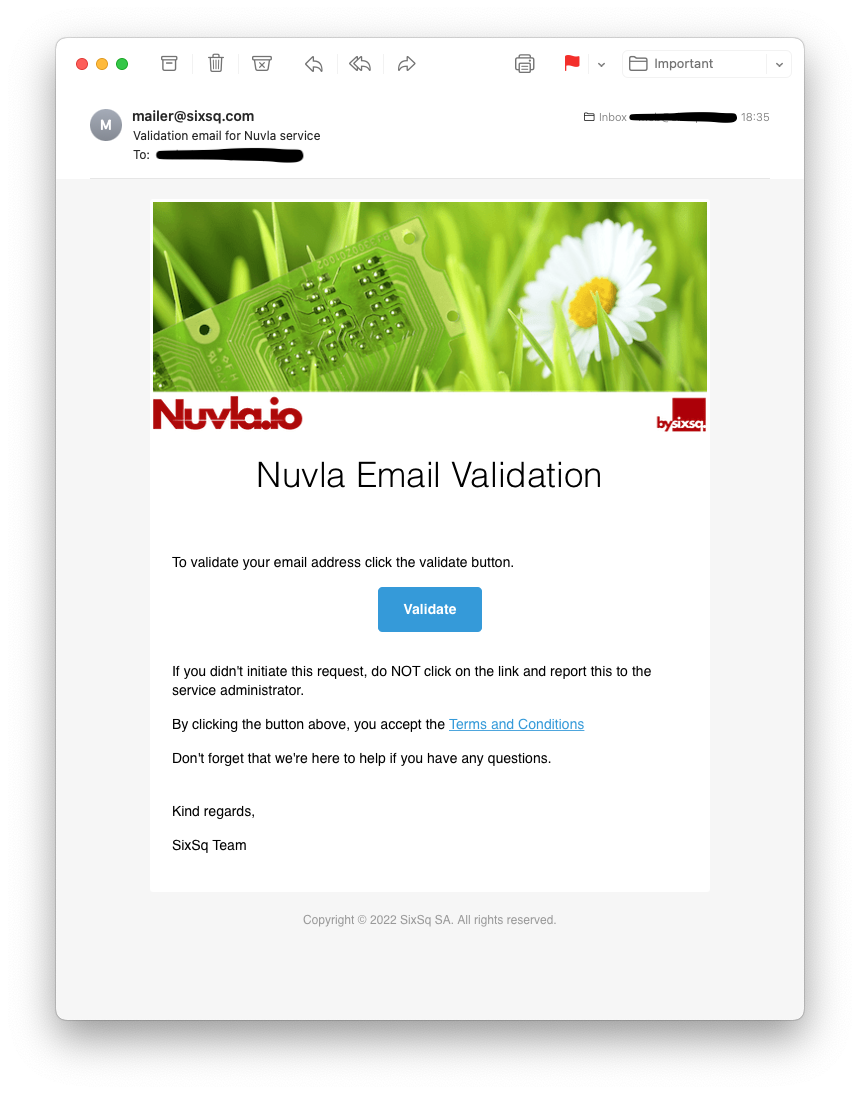 Important
M
mailer@sixsq.com
Inbox
18:35
Validation email for Nuvla service
To:
Nuvla.io
bysixsq.
Nuvla Email Validation
To validate your email address click the validate button.
Validate
If you didn't initiate this request, do NOT click on the link and report this to the
service administrator.
By clicking the button above, you accept the Terms and Conditions
Don't forget that we're here to help if you have any questions.
Kind regards,
SixSq Team
Copyright © 2022 SixSq SA. All rights reserved.